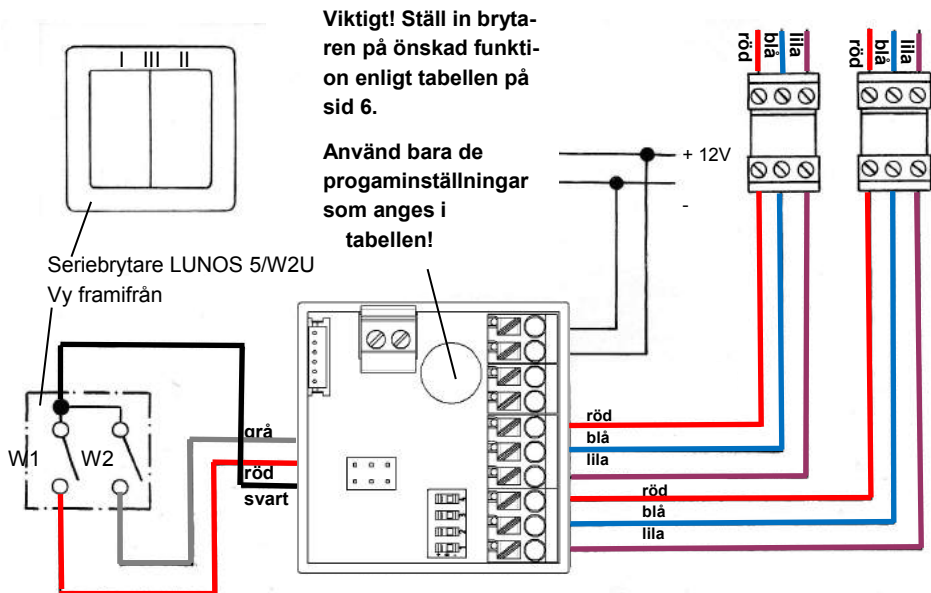 Viktigt! Ställ in bryta-
ren på önskad funkti-
on enligt tabellen på
sid 6.
Använd bara de
progaminställningar
som anges i
tabellen!
I III II
Seriebrytare LUNOS 5/W2U
Vy framifrån
W1 W2
grå
röd
svart
+ 12V
-
röd
blå
lila
röd
blå
lila
röd
blå
lila
röd
blå
lila